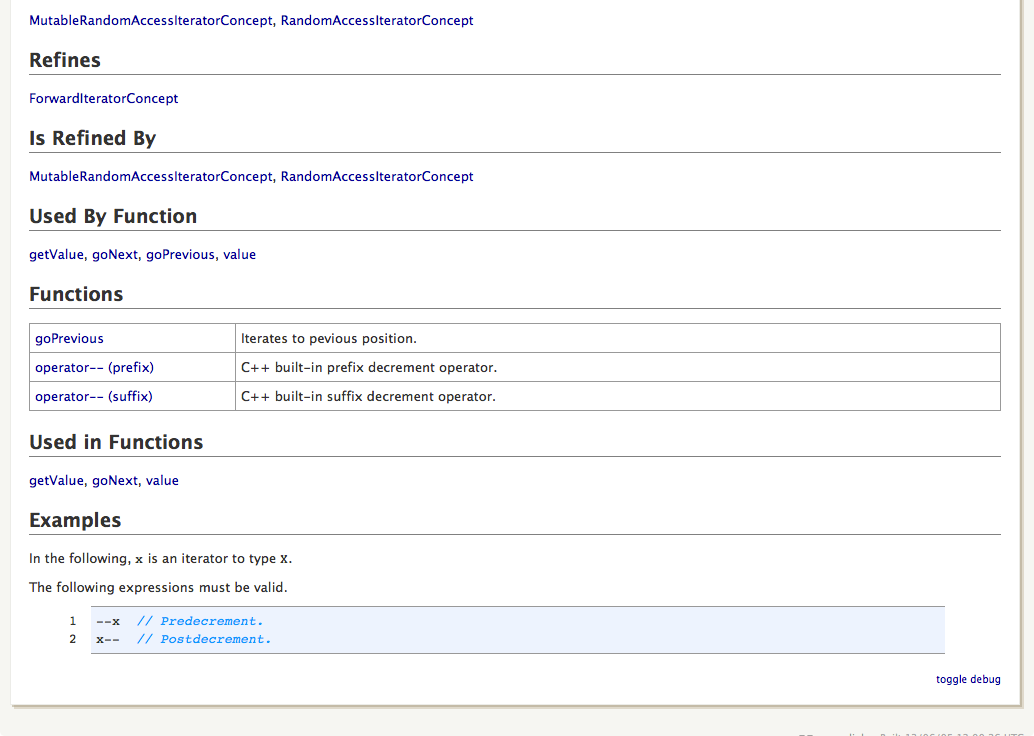 MutableRandomAccessIteratorConcept, RandomAccessIteratorConcept
Refines
ForwardIteratorConcept
Is Refined By
MutableRandomAccessIteratorConcept, RandomAccessIteratorConcept
Used By Function
getValue, goNext, goPrevious, value
Functions
goPrevious Iterates to pevious position.
operator-- (prefix) C++ built-in prefix decrement operator.
operator-- (suffix) C++ built-in suffix decrement operator.
Used in Functions
getValue, goNext, value
Examples
In the following, x is an iterator to type X.
The following expressions must be valid.
1 --x // Predecrement.
2 x-- // Postdecrement.
toggle debug